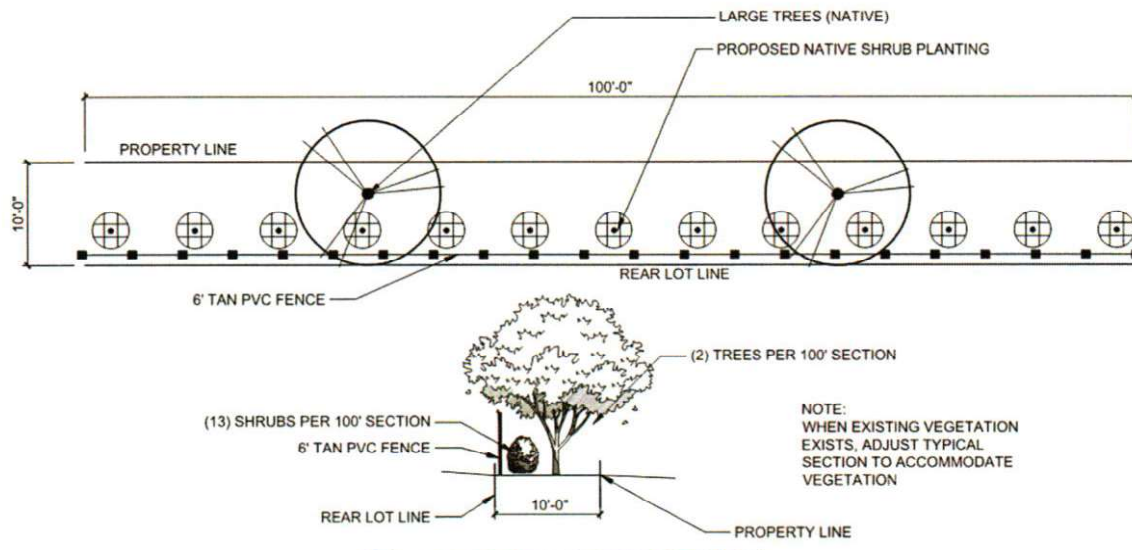 LARGE TREES (NATIVE)
PROPOSED NATIVE SHRUB PLANTING
100'-0"
PROPERTY LINE
10'-0"
REAR LOT LINE
6' TAN PVC FENCE
(2) TREES PER 100' SECTION
(13) SHRUBS PER 100' SECTION
6' TAN PVC FENCE
NOTE:
WHEN EXISTING VEGETATION
EXISTS, ADJUST TYPICAL
SECTION TO ACCOMMODATE
VEGETATION
10'-0"
REAR LOT LINE
PROPERTY LINE